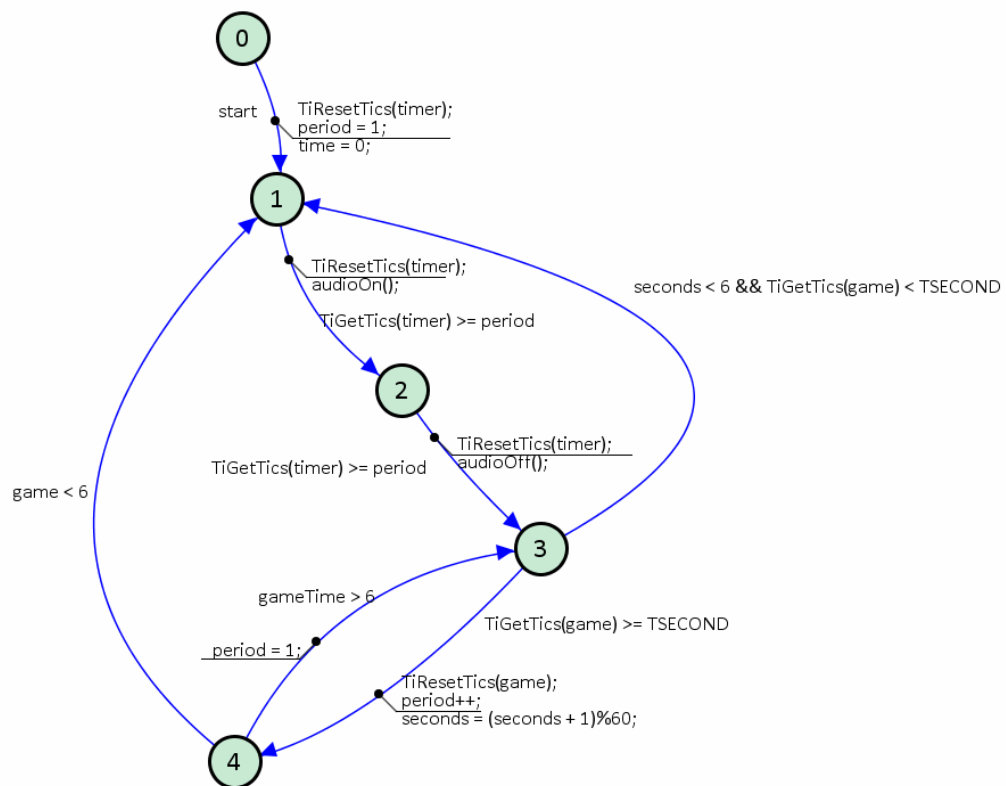 0
start
TiResetTics(timer);
period = 1;
time = 0;
1
TiResetTics(timer);
audioOn();
seconds < 6 && TiGetTics(game) < TSECOND
TiGetTics(timer) >= period
2
TiResetTics(timer);
audioOff();
TiGetTics(timer) >= period
game < 6
3
gameTime > 6
TiGetTics(game) >= TSECOND
period = 1;
TiResetTics(game);
period++;
seconds = (seconds + 1)%60;
4